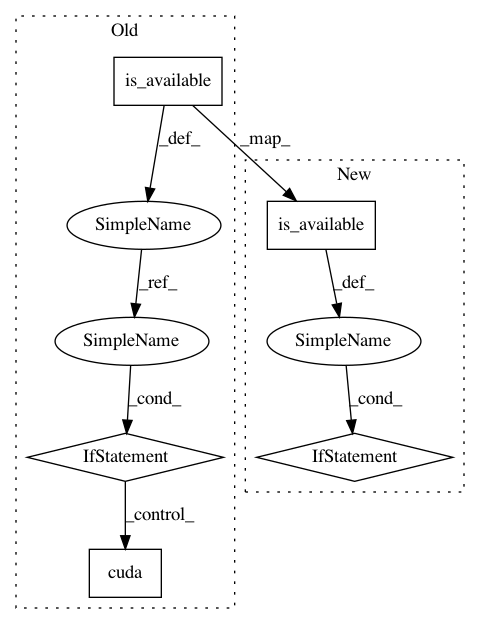 Old
is_available
_def_
_map_
New
SimpleName
is_available
_ref_
_def_
SimpleName
SimpleName
_cond_
_cond_
IfStatement
IfStatement
_control_
cuda